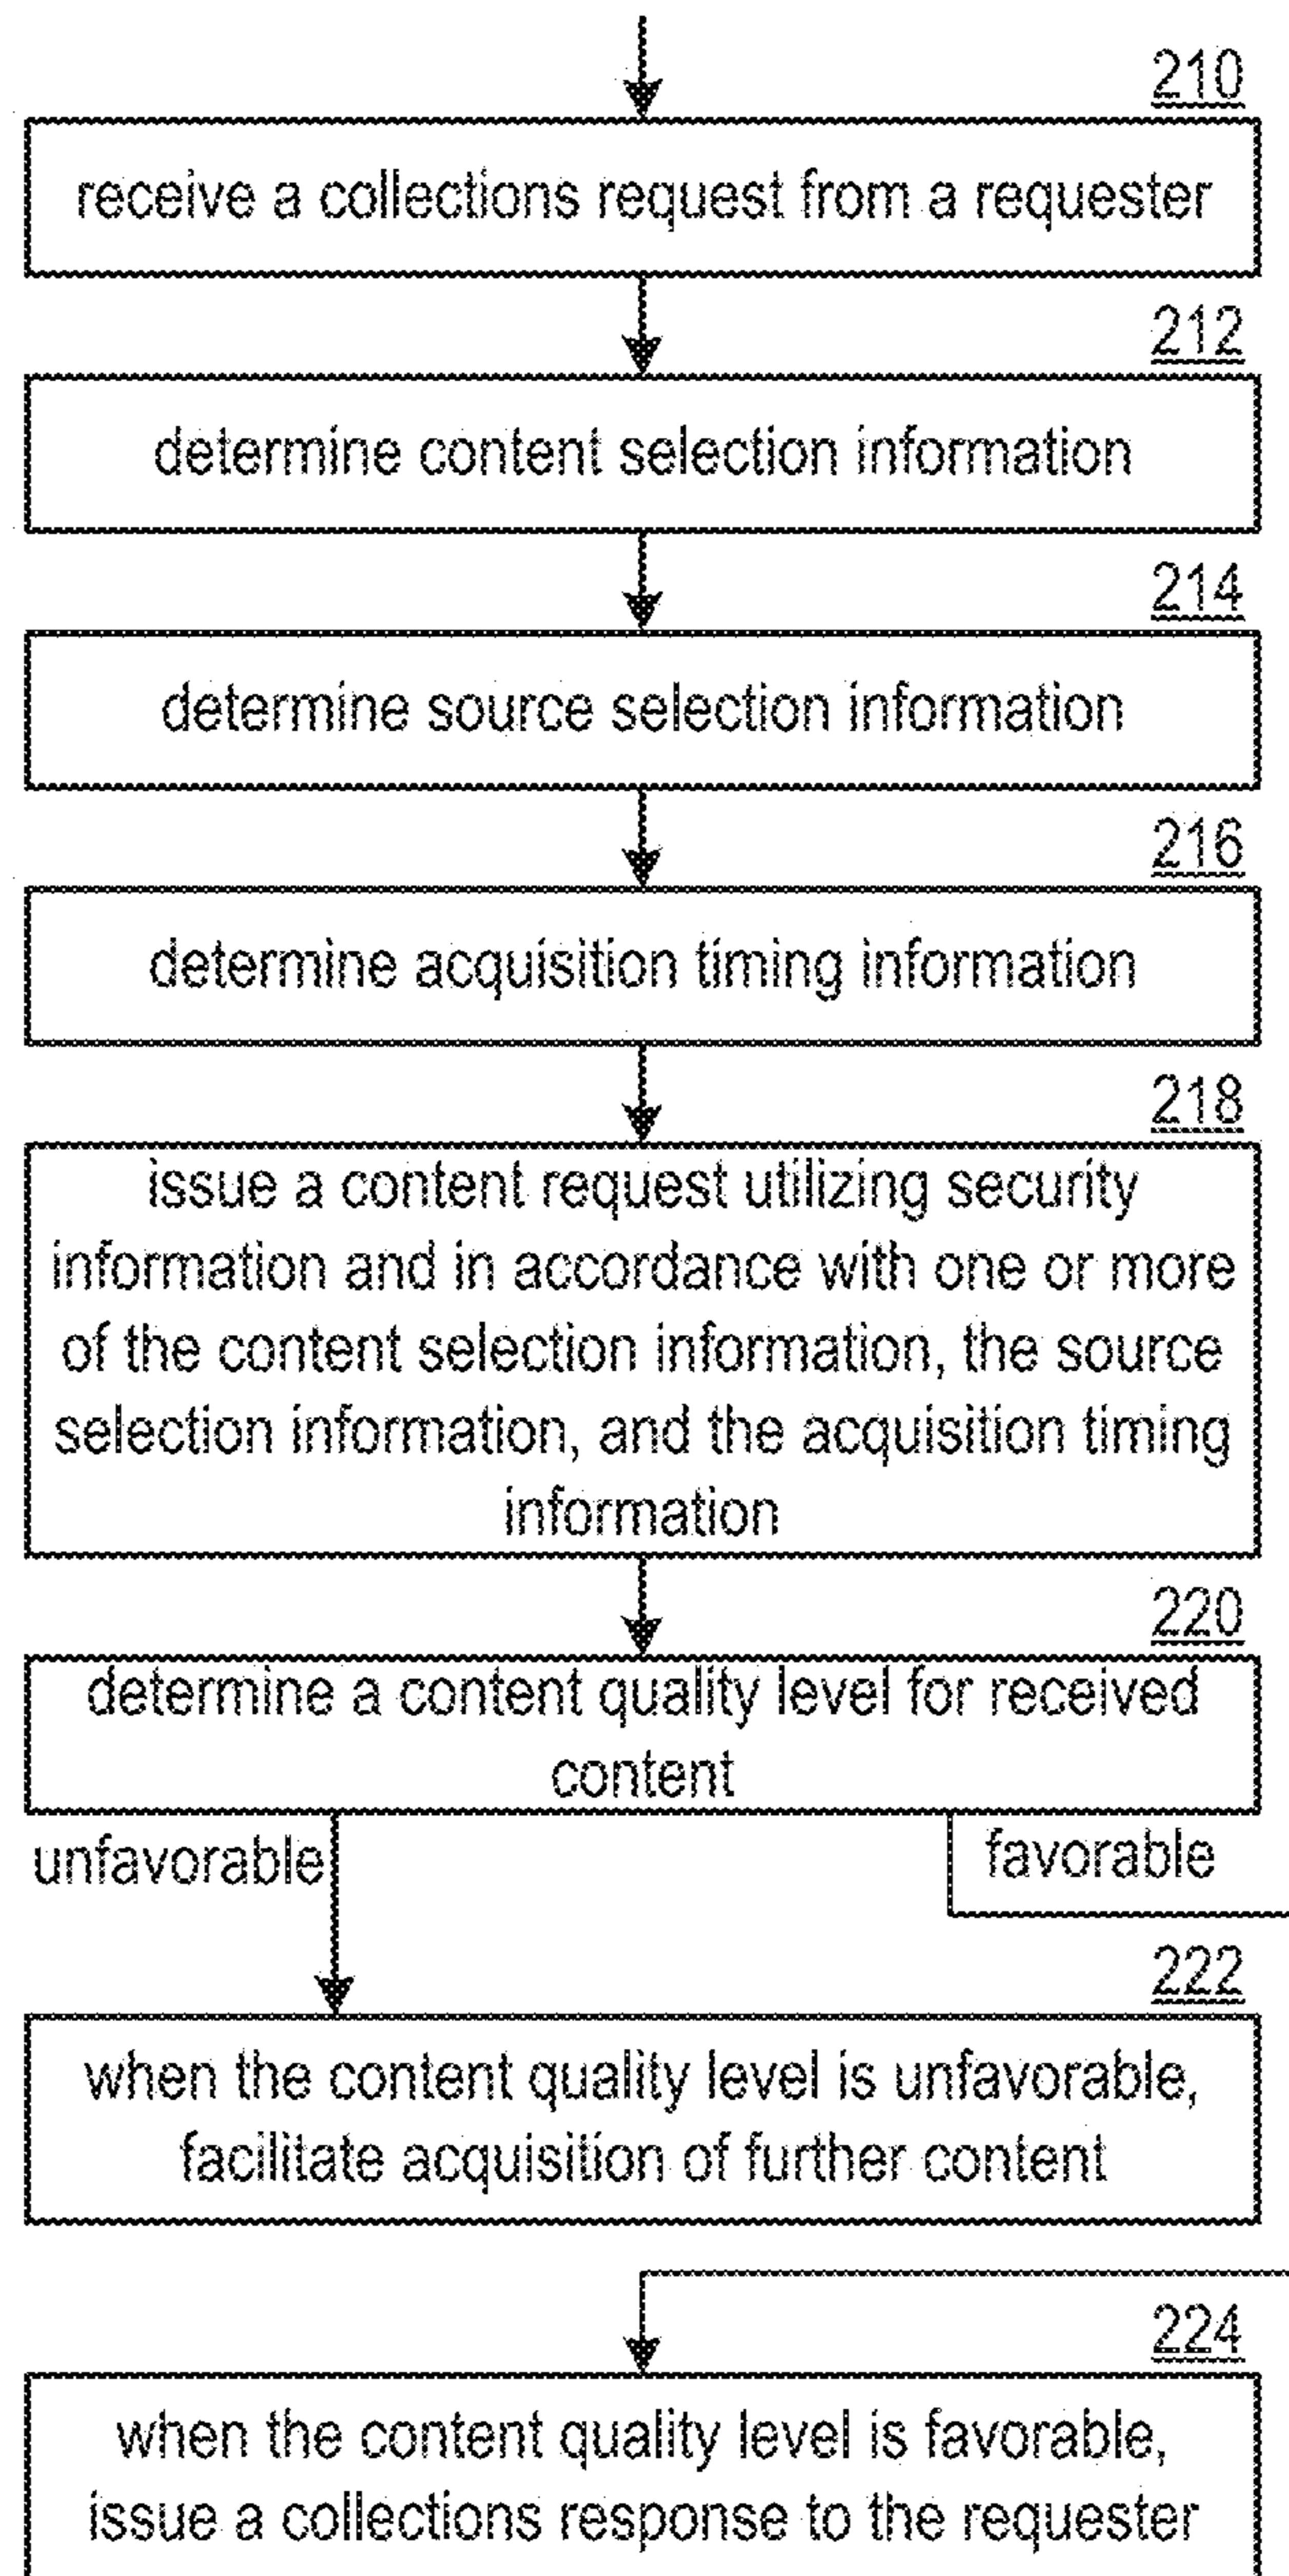 210
receive a collections request from a requester
212
determine content selection information
214
determine source selection information
216
determine acquisition timing information
218
issue a content request utilizing security
information and in accordance with one or more
of the content selection information, the source
selection information, and the acquisition timing
information
220
determine a content quality level for received
content
unfavorable
favorable
222
when the content quality level is unfavorable,
facilitate acquisition of further content
224
when the content quality level is favorable,
issue a collections response to the requester